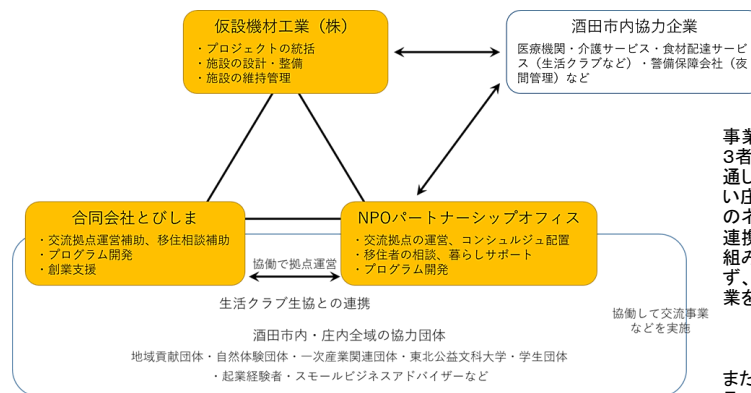 仮設機材工業（株）
・プロジェクトの統括
・施設の設計・整備
・施設の維持管理
酒田市内協力企業
医療機関・介護サービス・食材配達サービ
ス（生活クラブなど）・警備保障会社（夜
間管理）など
合同会社とびしま
・交流拠点運営補助、移住相談補助
・プログラム開発
・創業支援
NPOパートナーシップオフィス
・交流拠点の運営、コンシェルジュ配置
・移住者の相談、暮らしサポート
・プログラム開発
協働で拠点運営
生活クラブ生協との連携
酒田市内・庄内全域の協力団体
地域貢献団体・自然体験団体・一次産業関連団体・東北公益文科大学・学生団体
・起業経験者・スモールビジネスアドバイザーなど
協働して交流事業
などを実施
事業
3者
通し
い庄
のネ
連携
組み
ず、
業を
また